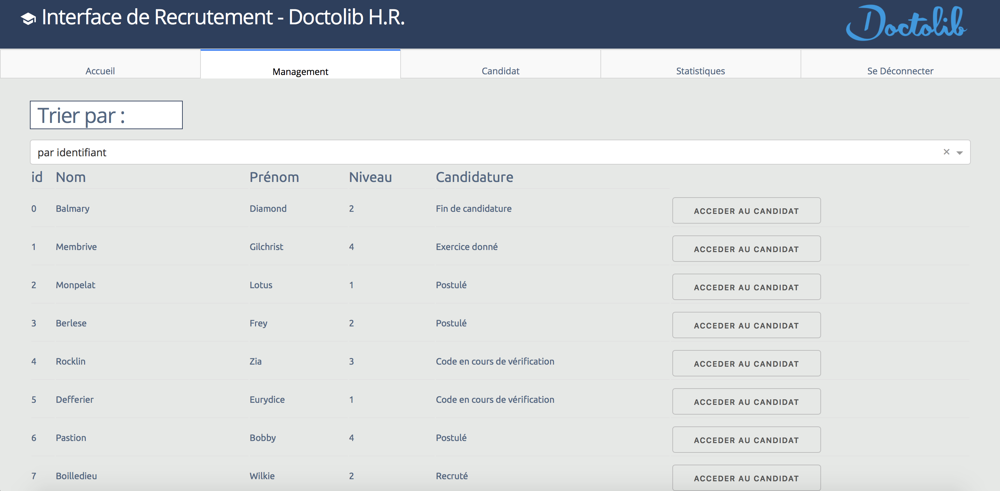 Interface de Recrutement - Doctolib H.R.
Doctolib
Accueil Management Candidat Statistiques Se Déconnecter
Trier par :
par identifiant
id Nom Prénom Niveau Candidature
0 Balmary Diamond 2 Fin de candidature ACCEDER AU CANDIDAT
1 Membrive Gilchrist 4 Exercice donné ACCEDER AU CANDIDAT
2 Monpelat Lotus 1 Postulé ACCEDER AU CANDIDAT
3 Berlese Frey 2 Postulé ACCEDER AU CANDIDAT
4 Rocklin Zia 3 Code en cours de vérification ACCEDER AU CANDIDAT
5 Defferier Eurydice 1 Code en cours de vérification ACCEDER AU CANDIDAT
6 Pastion Bobby 4 Postulé ACCEDER AU CANDIDAT
7 Boilledieu Wilkie 2 Recruté ACCEDER AU CANDIDAT